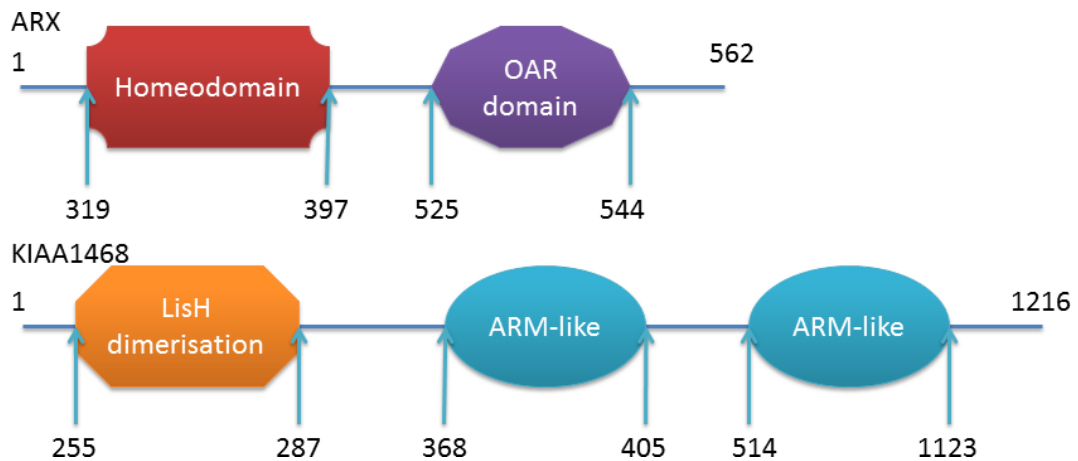 ARX
1
Homeodomain
OAR
domain
562
319
397
525
544
KIAA1468
1
LisH
dimerisation
ARM-like
ARM-like
1216
255
287
368
405
514
1123